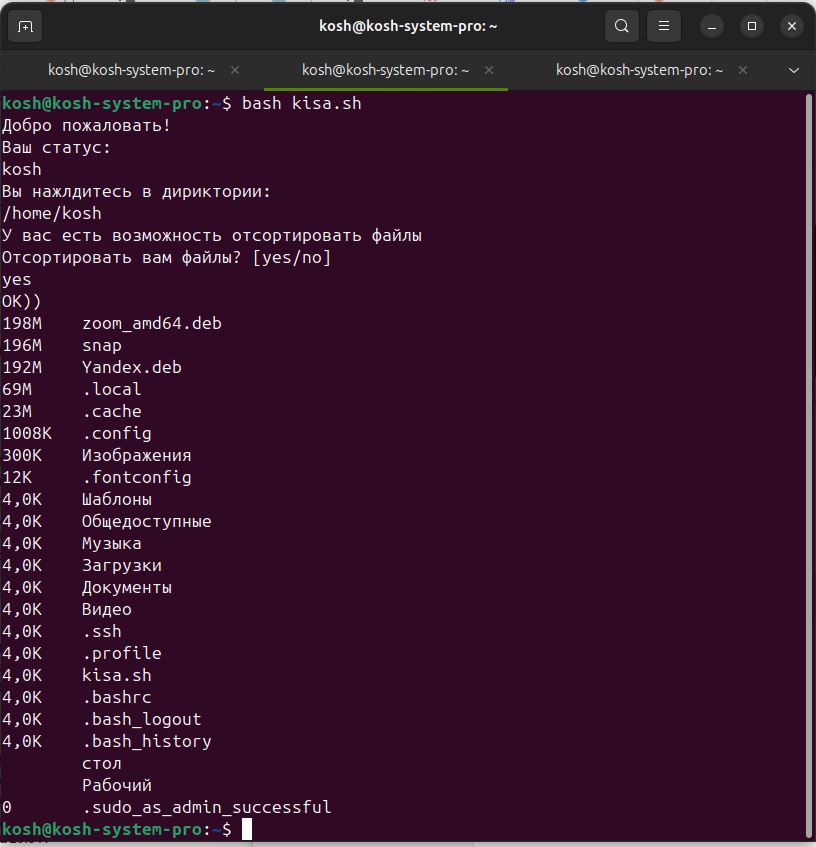 kosh@kosh-system-pro: ~
kosh@kosh-system-pro: ~ kosh@kosh-system-pro: ~ kosh@kosh-system-pro: ~
kosh@kosh-system-pro:~$ bash kisa.sh
Добро пожаловать!
Ваш статус:
kosh
Вы нажлдитесь в дириктории:
/home/kosh
У вас есть возможность отсортировать файлы
Отсортировать вам файлы? [yes/no]
yes
OK))
198M zoom_amd64.deb
196M snap
192M Yandex.deb
69M .local
23M .cache
1008K .config
300K Изображения
12K .fontconfig
4,0K Шаблоны
4,0K Общедоступные
4,0K Музыка
4,0K Загрузки
4,0K Документы
4,0K Видео
4,0K .ssh
4,0K .profile
4,0K kisa.sh
4,0K .bashrc
4,0K .bash_logout
4,0K .bash_history
стол
Рабочий
0 .sudo_as_admin_successful
kosh@kosh-system-pro:~$